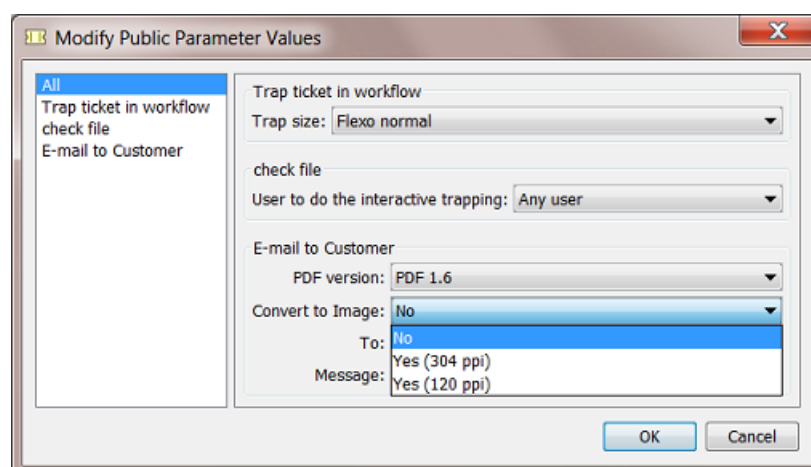 Modify Public Parameter Values
All
Trap ticket in workflow
check file
E-mail to Customer
Trap ticket in workflow
Trap size: Flexo normal
check file
User to do the interactive trapping: Any user
E-mail to Customer
PDF version: PDF 1.6
Convert to Image: No
To: No
Yes (304 ppi)
Message: Yes (120 ppi)
OK Cancel